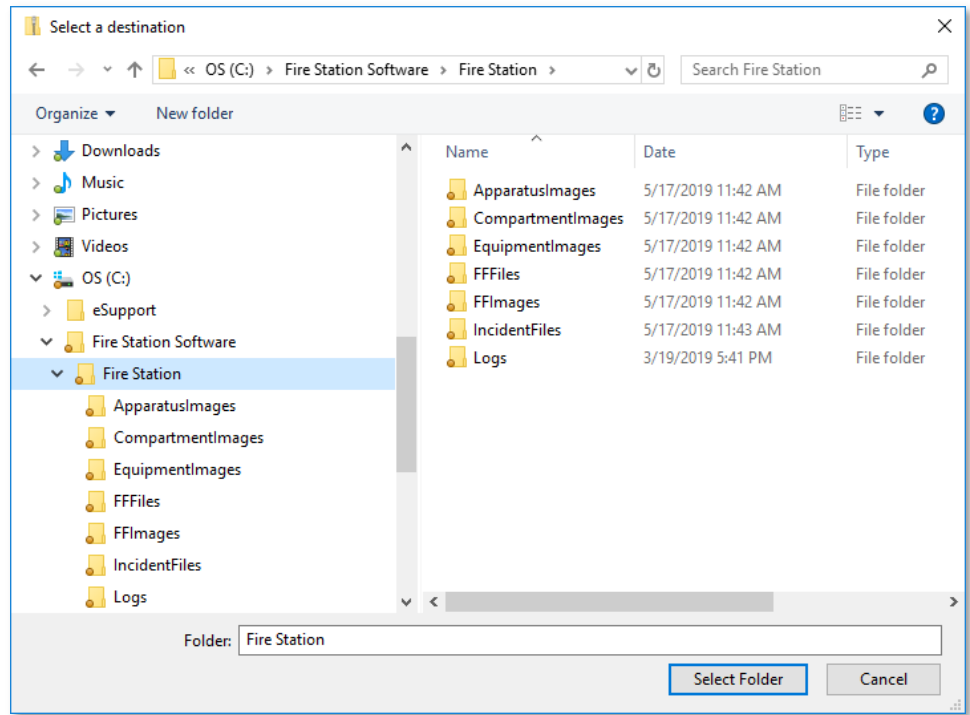 Select a destination
« OS (C:) › Fire Station Software › Fire Station ›
Search Fire Station
Organize
New folder
?
Downloads
Music
Pictures
Videos
OS (C:)
eSupport
Fire Station Software
Fire Station
ApparatusImages
CompartmentImages
EquipmentImages
FFFiles
FFImages
IncidentFiles
Logs
Name Date Type
ApparatusImages 5/17/2019 11:42 AM File folder
CompartmentImages 5/17/2019 11:42 AM File folder
EquipmentImages 5/17/2019 11:42 AM File folder
FFFiles 5/17/2019 11:42 AM File folder
FFImages 5/17/2019 11:42 AM File folder
IncidentFiles 5/17/2019 11:43 AM File folder
Logs 3/19/2019 5:41 PM File folder
Folder: Fire Station
Select Folder Cancel